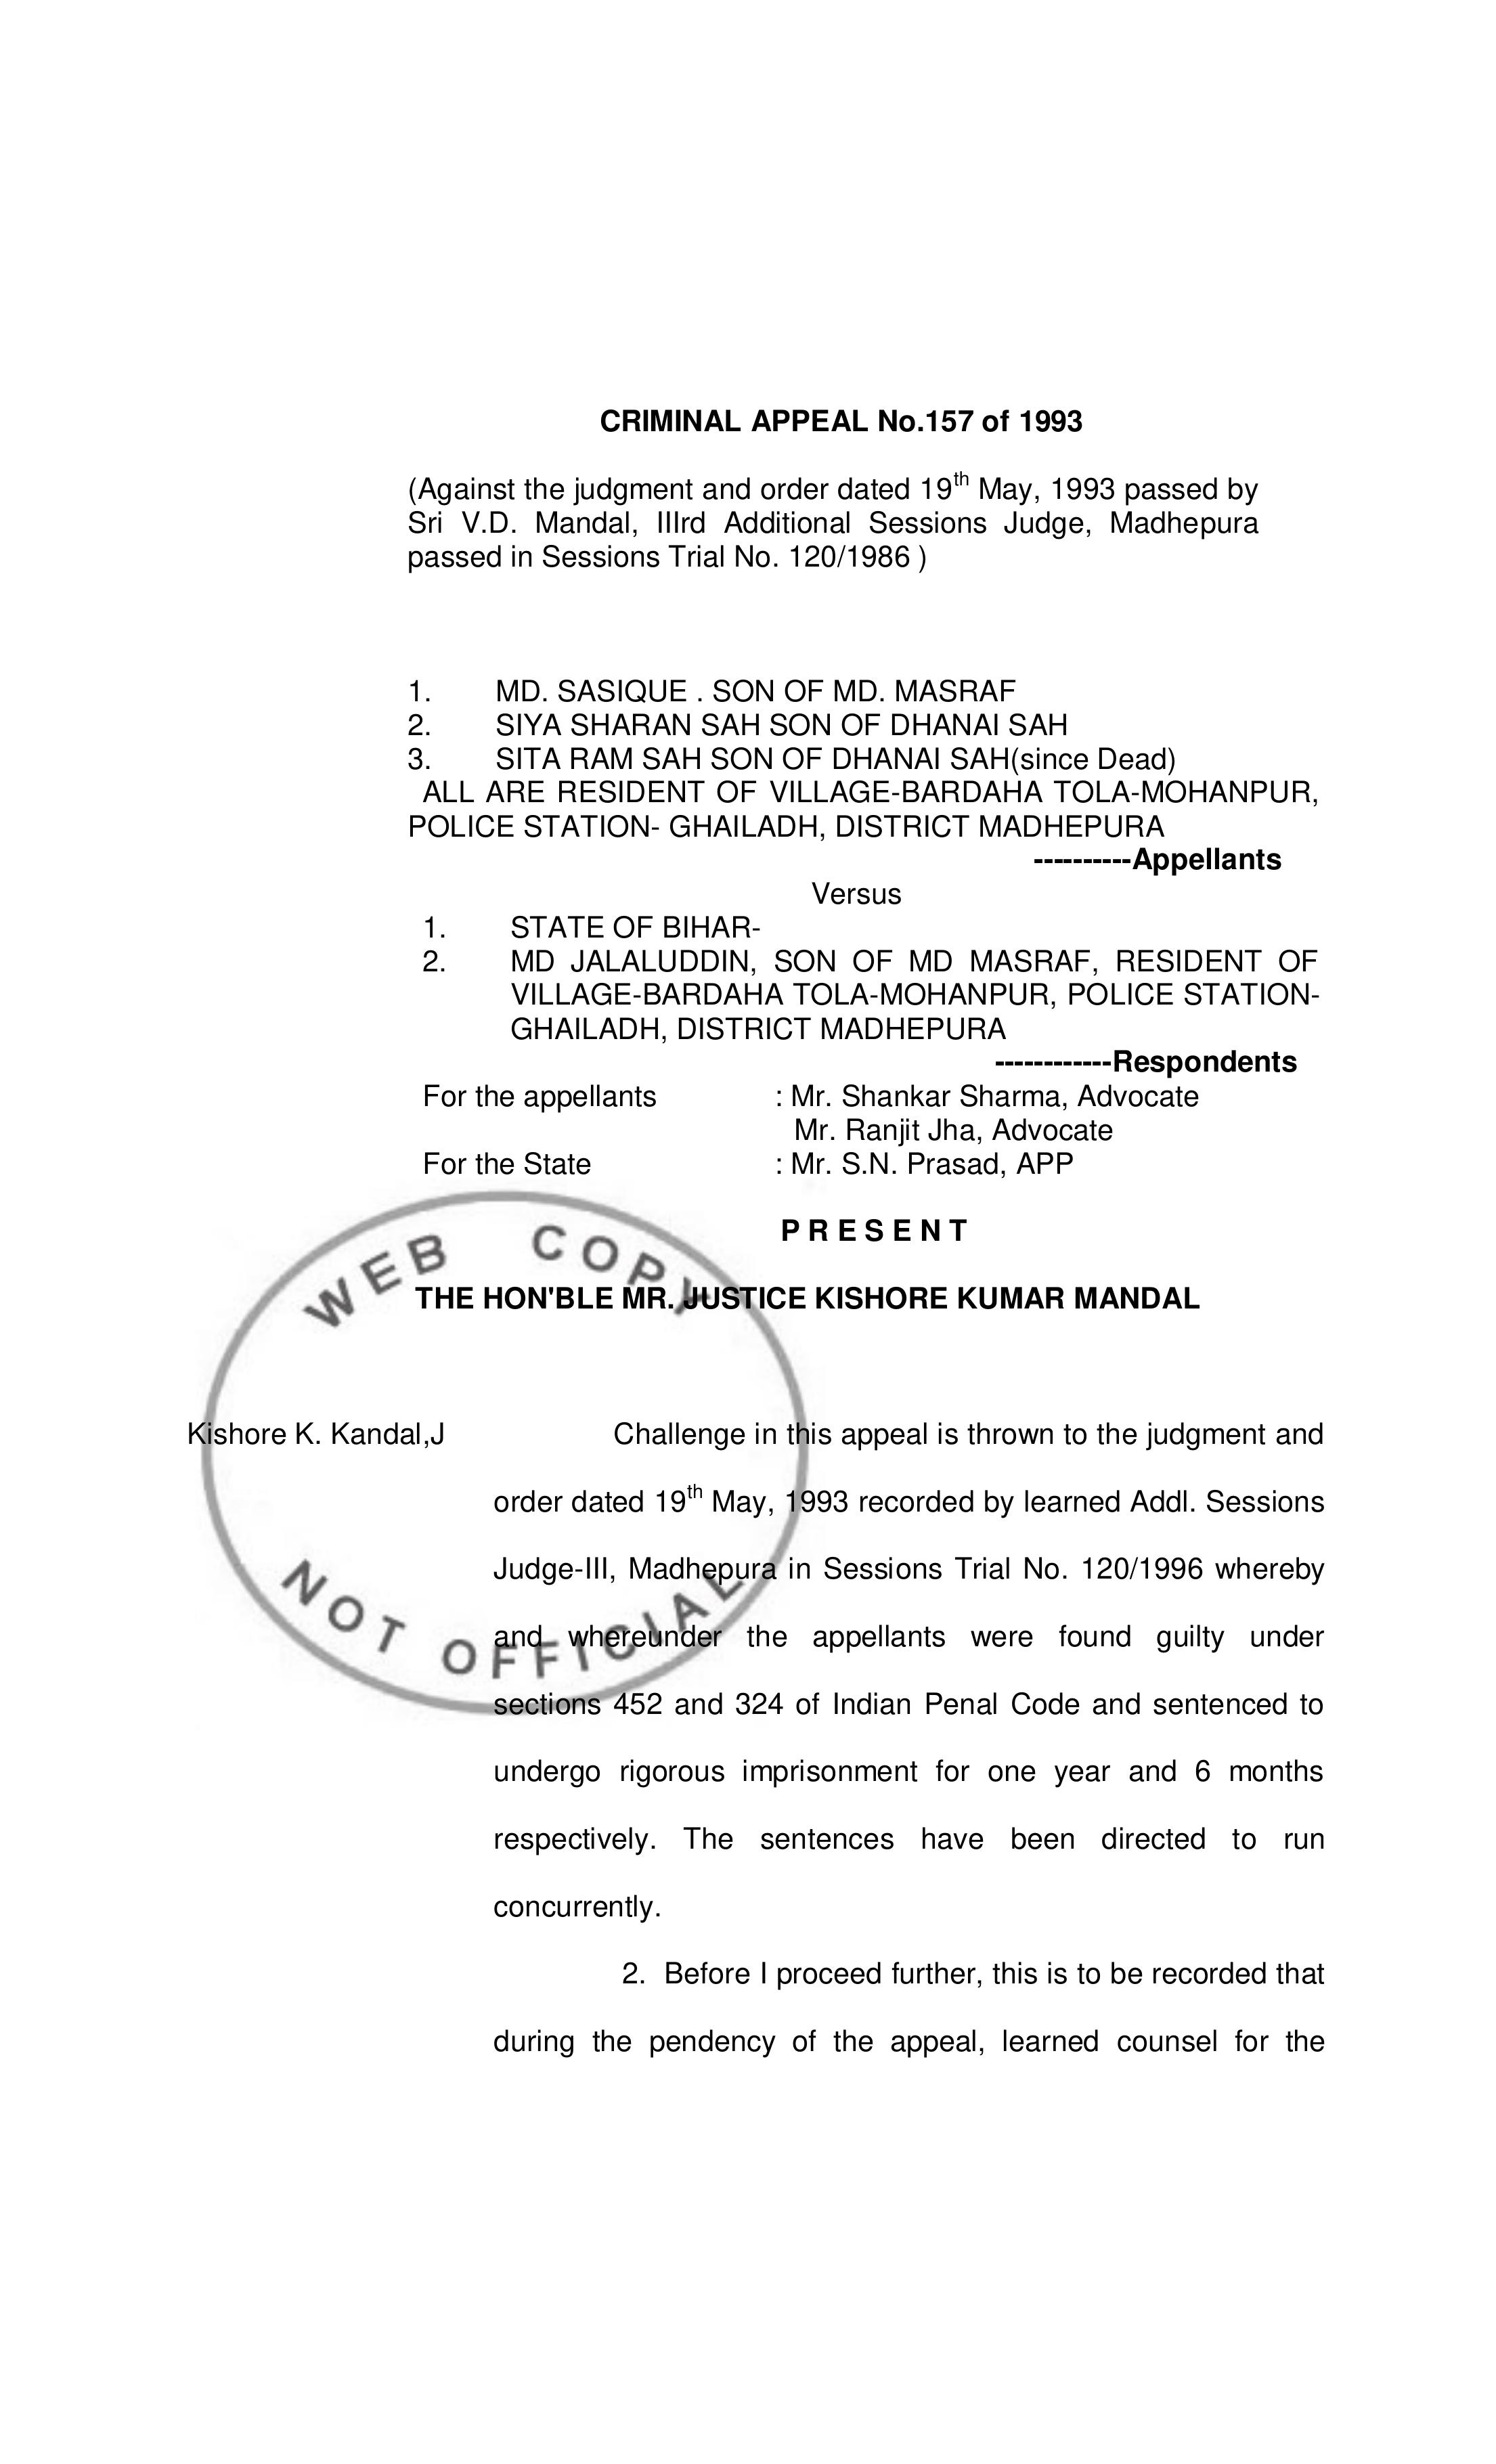 CRIMINAL APPEAL No.157 of 1993
(Against the judgment and order dated 19th May, 1993 passed by
Sri V.D. Mandal, IIIrd Additional Sessions Judge, Madhepura
passed in Sessions Trial No. 120/1986 )
1. MD. SASIQUE . SON OF MD. MASRAF
2. SIYA SHARAN SAH SON OF DHANAI SAH
3. SITA RAM SAH SON OF DHANAI SAH(since Dead)
ALL ARE RESIDENT OF VILLAGE-BARDAHA TOLA-MOHANPUR,
POLICE STATION- GHAILADH, DISTRICT MADHEPURA
----------Appellants
Versus
1. STATE OF BIHAR-
2. MD JALALUDDIN, SON OF MD MASRAF, RESIDENT OF
VILLAGE-BARDAHA TOLA-MOHANPUR, POLICE STATION-
GHAILADH, DISTRICT MADHEPURA
------------Respondents
For the appellants : Mr. Shankar Sharma, Advocate
Mr. Ranjit Jha, Advocate
For the State : Mr. S.N. Prasad, APP
P R E S E N T
WEB COPY
THE HON'BLE MR. JUSTICE KISHORE KUMAR MANDAL
Kishore K. Kandal,J Challenge in this appeal is thrown to the judgment and
order dated 19th May, 1993 recorded by learned Addl. Sessions
Judge-III, Madhepura in Sessions Trial No. 120/1996 whereby
NOT OFFICIAL
and whereunder the appellants were found guilty under
sections 452 and 324 of Indian Penal Code and sentenced to
undergo rigorous imprisonment for one year and 6 months
respectively. The sentences have been directed to run
concurrently.
2. Before I proceed further, this is to be recorded that
during the pendency of the appeal, learned counsel for the